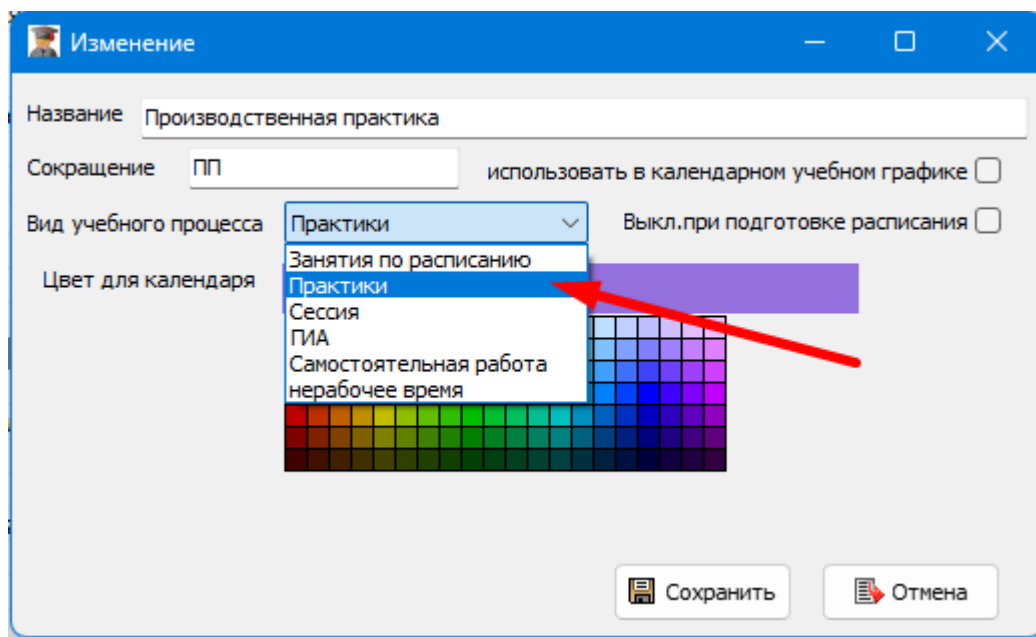 Изменение
Название Производственная практика
Сокращение ПП использовать в календарном учебном графике
Вид учебного процесса Практики Выкл.при подготовке расписания
Занятия по расписанию
Цвет для календаря Практики
Сессия
ГИА
Самостоятельная работа
нерабочее время
Сохранить Отмена